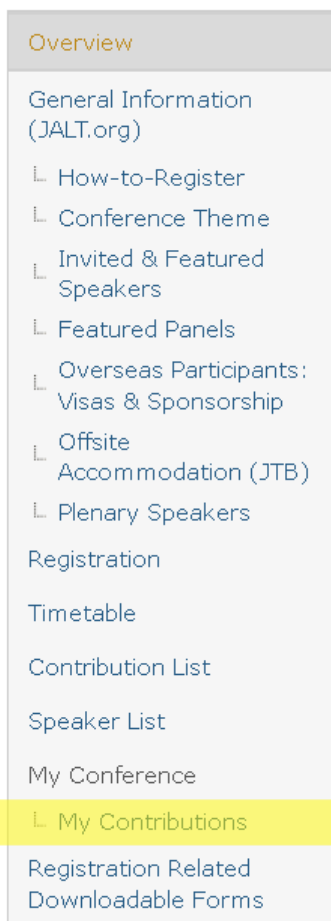 Overview
General Information
(JALT.org)
How-to-Register
Conference Theme
Invited & Featured
Speakers
Featured Panels
Overseas Participants:
Visas & Sponsorship
Offsite
Accommodation (JTB)
Plenary Speakers
Registration
Timetable
Contribution List
Speaker List
My Conference
My Contributions
Registration Related
Downloadable Forms